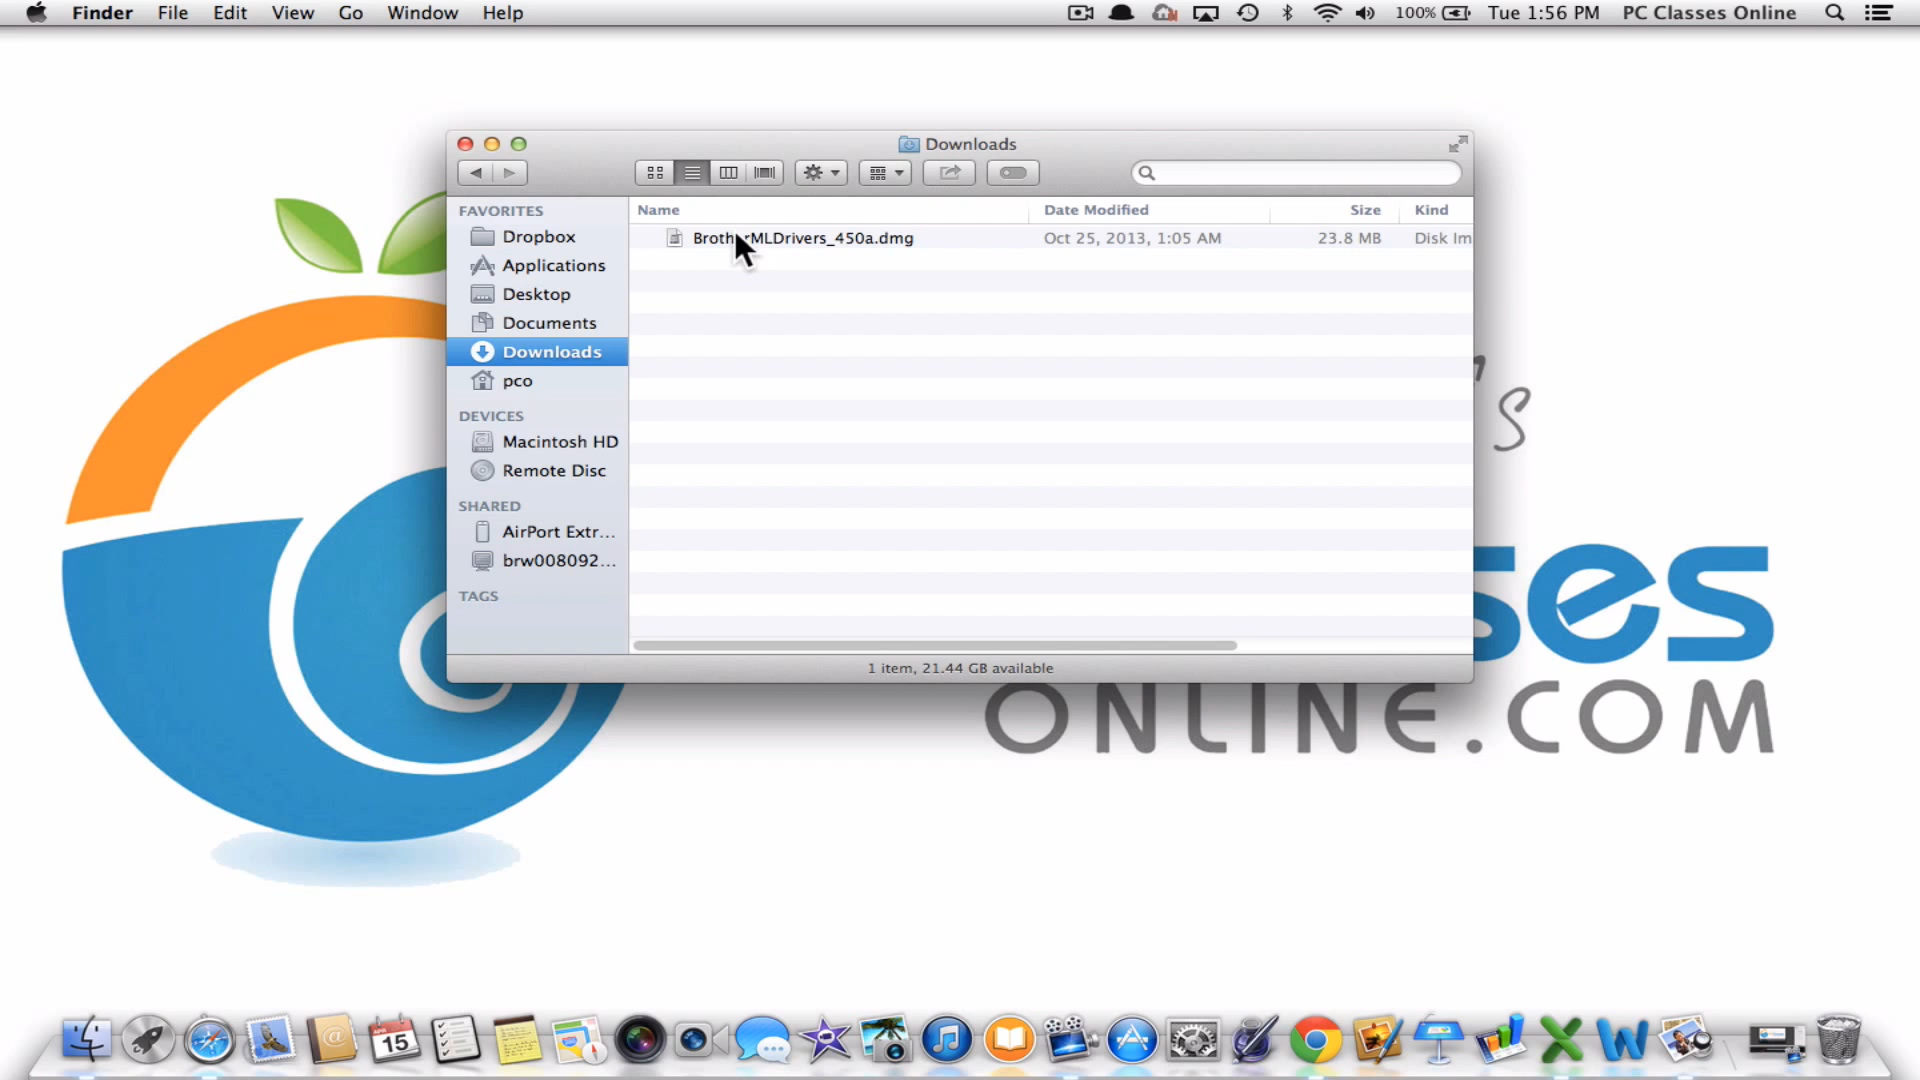 Finder File Edit View Go Window Help 100% Tue 1:56 PM PC Classes Online
Downloads
FAVORITES
Dropbox
Applications
Desktop
Documents
Downloads
pco
DEVICES
Macintosh HD
Remote Disc
SHARED
AirPort Extr...
brw008092...
TAGS
Name Date Modified Size Kind
BrotherMLDrivers_450a.dmg Oct 25, 2013, 1:05 AM 23.8 MB Disk Im
1 item, 21.44 GB available
's
ses
ONLINE.COM
APR
15